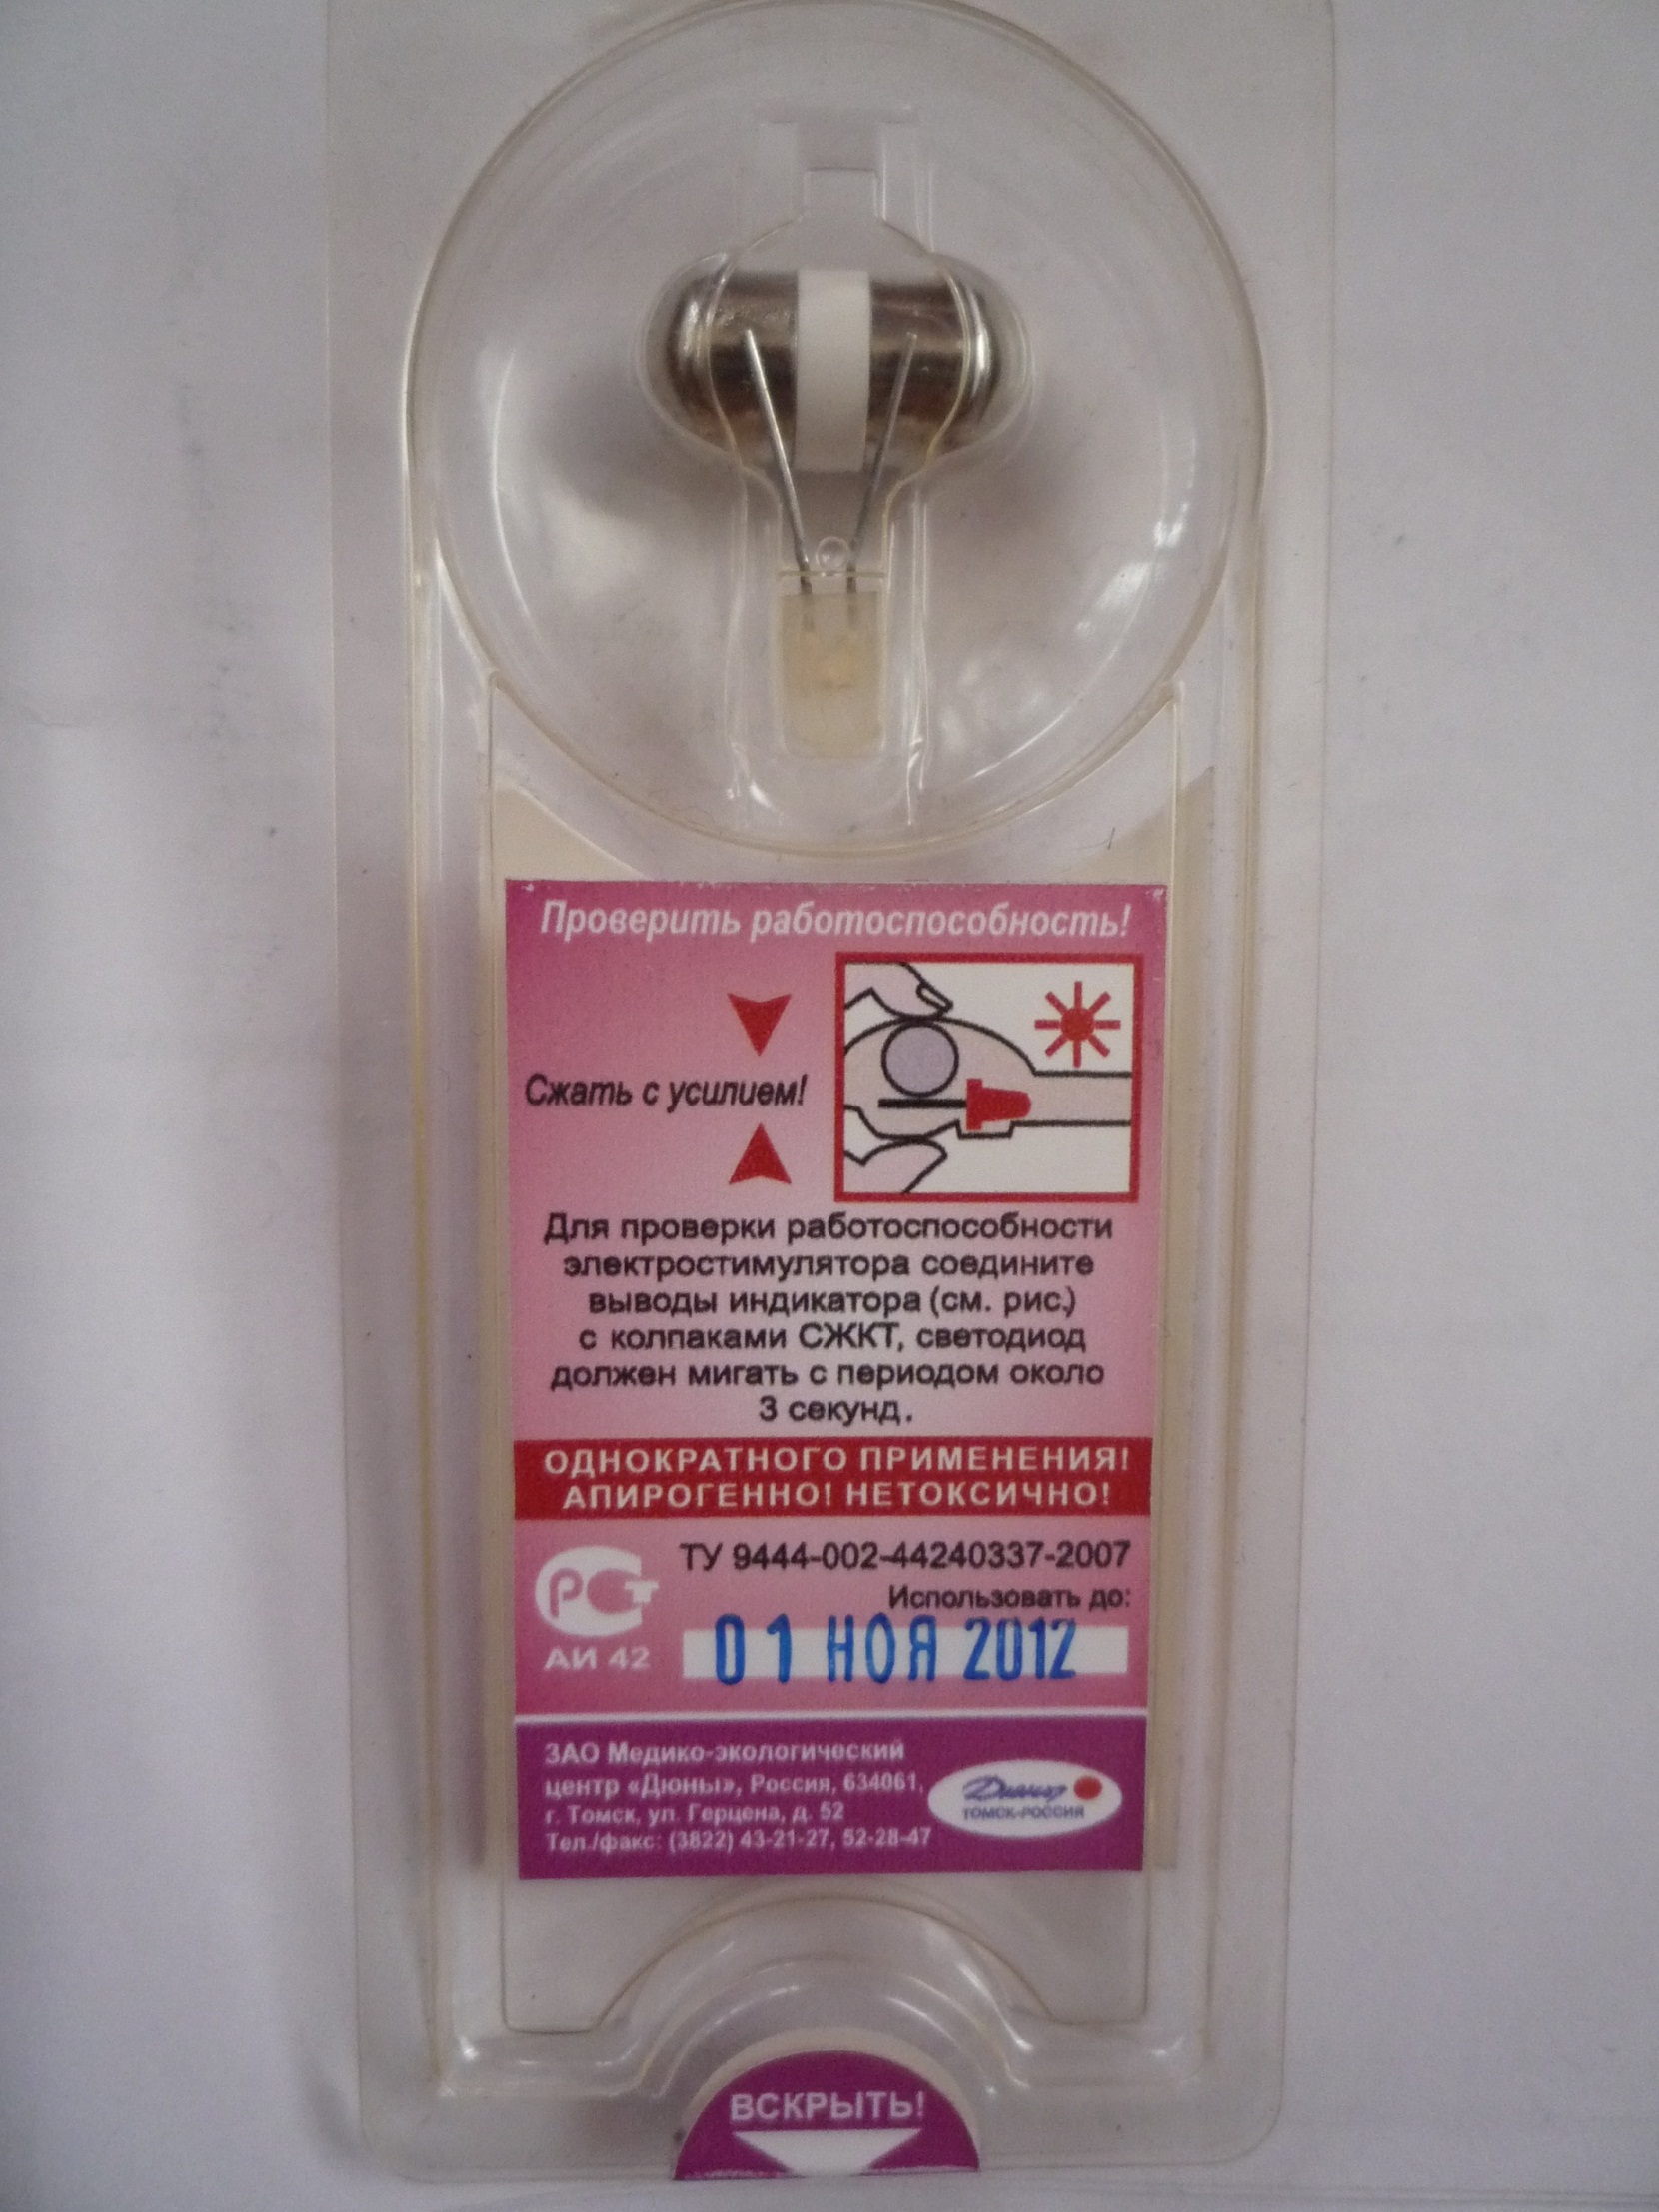 Проверить работоспособность!
Сжать с усилием!
Для проверки работоспособности
электростимулятора соедините
выводы индикатора (см. рис.)
с колпаками СЖКТ, светодиод
должен мигать с периодом около
3 секунд.
ОДНОКРАТНОГО ПРИМЕНЕНИЯ!
АПИРОГЕННО! НЕТОКСИЧНО!
ТУ 9444-002-44240337-2007
Использовать до:
РСТ
АИ 42
01 НОЯ 2012
ЗАО Медико-экологический
центр «Дюны», Россия, 634061,
г. Томск, ул. Герцена, д. 52
Тел./факс: (3822) 43-21-27, 52-28-47
ТОМСК-РОССИЯ
ВСКРЫТЬ!